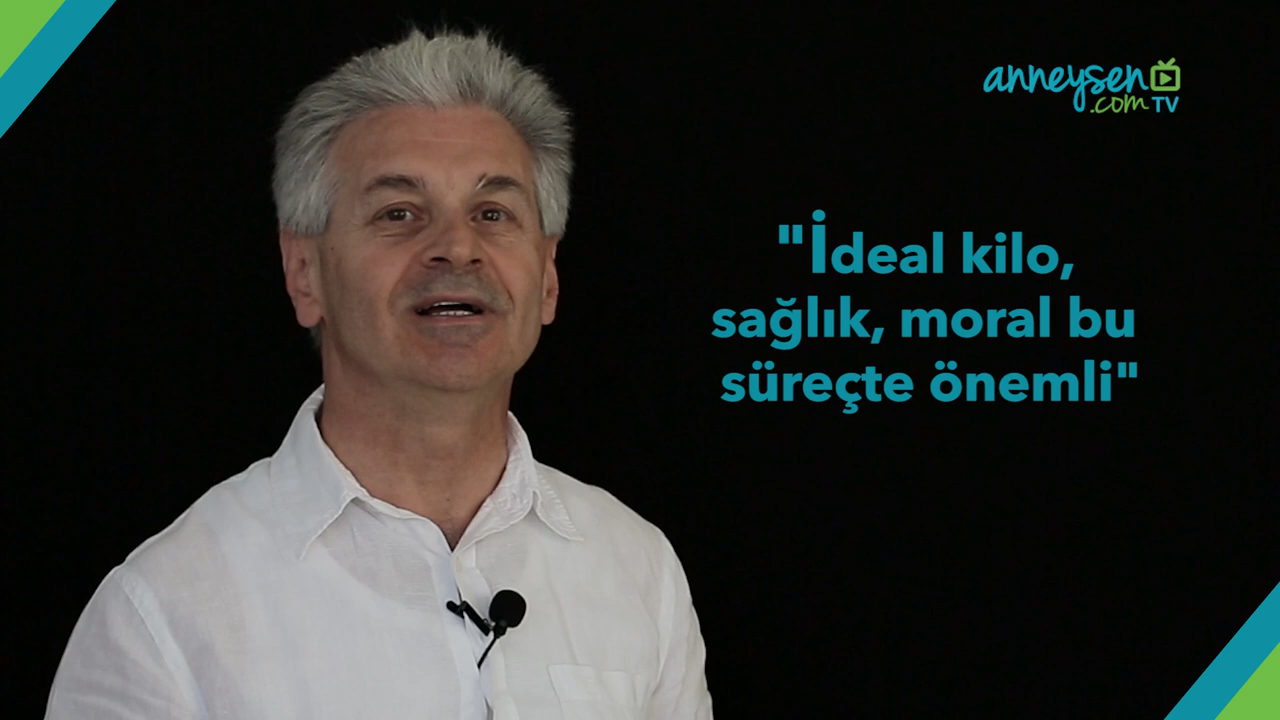 anneysen
.com TV
"İdeal kilo,
sağlık, moral bu
süreçte önemli"